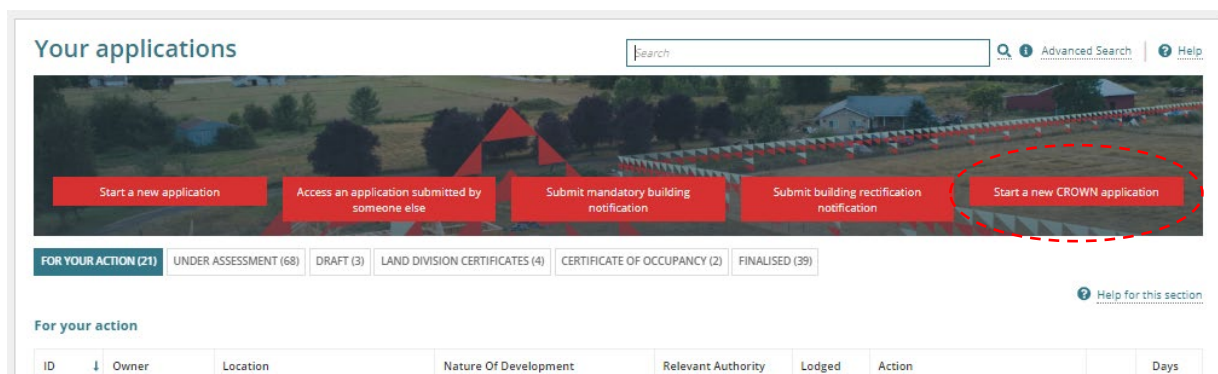 Your applications
Search
Advanced Search
Help
Start a new application
Access an application submitted by
someone else
Submit mandatory building
notification
Submit building rectification
notification
Start a new CROWN application
FOR YOUR ACTION (21)
UNDER ASSESSMENT (68)
DRAFT (3)
LAND DIVISION CERTIFICATES (4)
CERTIFICATE OF OCCUPANCY (2)
FINALISED (39)
Help for this section
For your action
ID
Owner
Location
Nature Of Development
Relevant Authority
Lodged
Action
Days